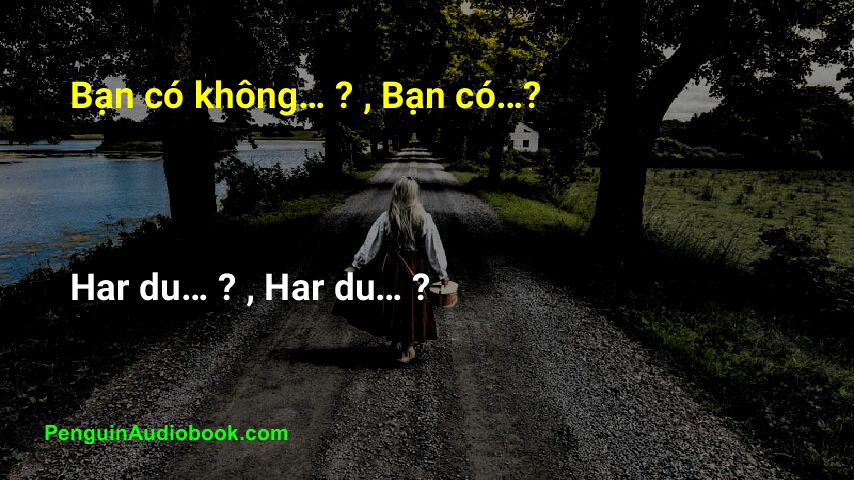 Bạn có không... ? , Bạn có...?
Har du... ? , Har du... ?
PenguinAudiobook.com